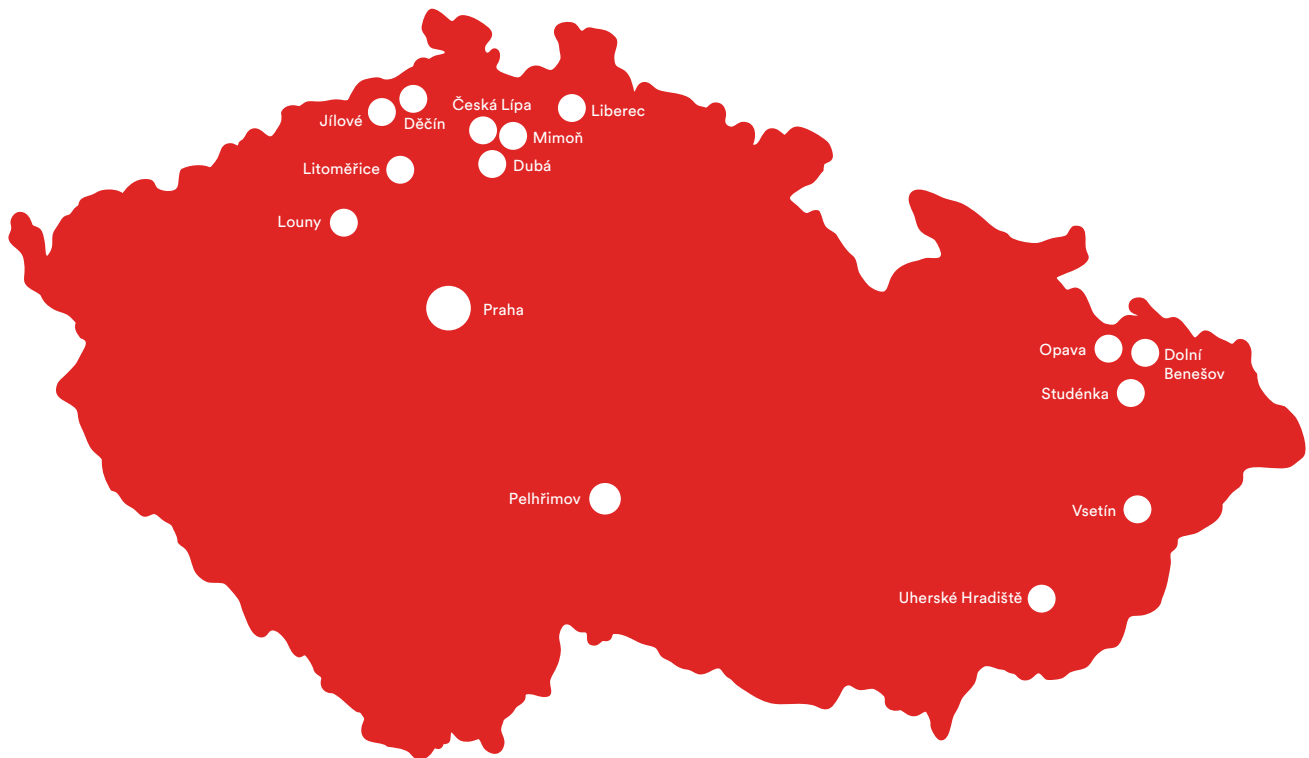 Česká Lípa
Liberec
Jílové
Děčín
Mimoň
Dubá
Litoměřice
Louny
Praha
Opava
Dolní
Benešov
Studénka
Pelhřimov
Vsetín
Uherské Hradiště